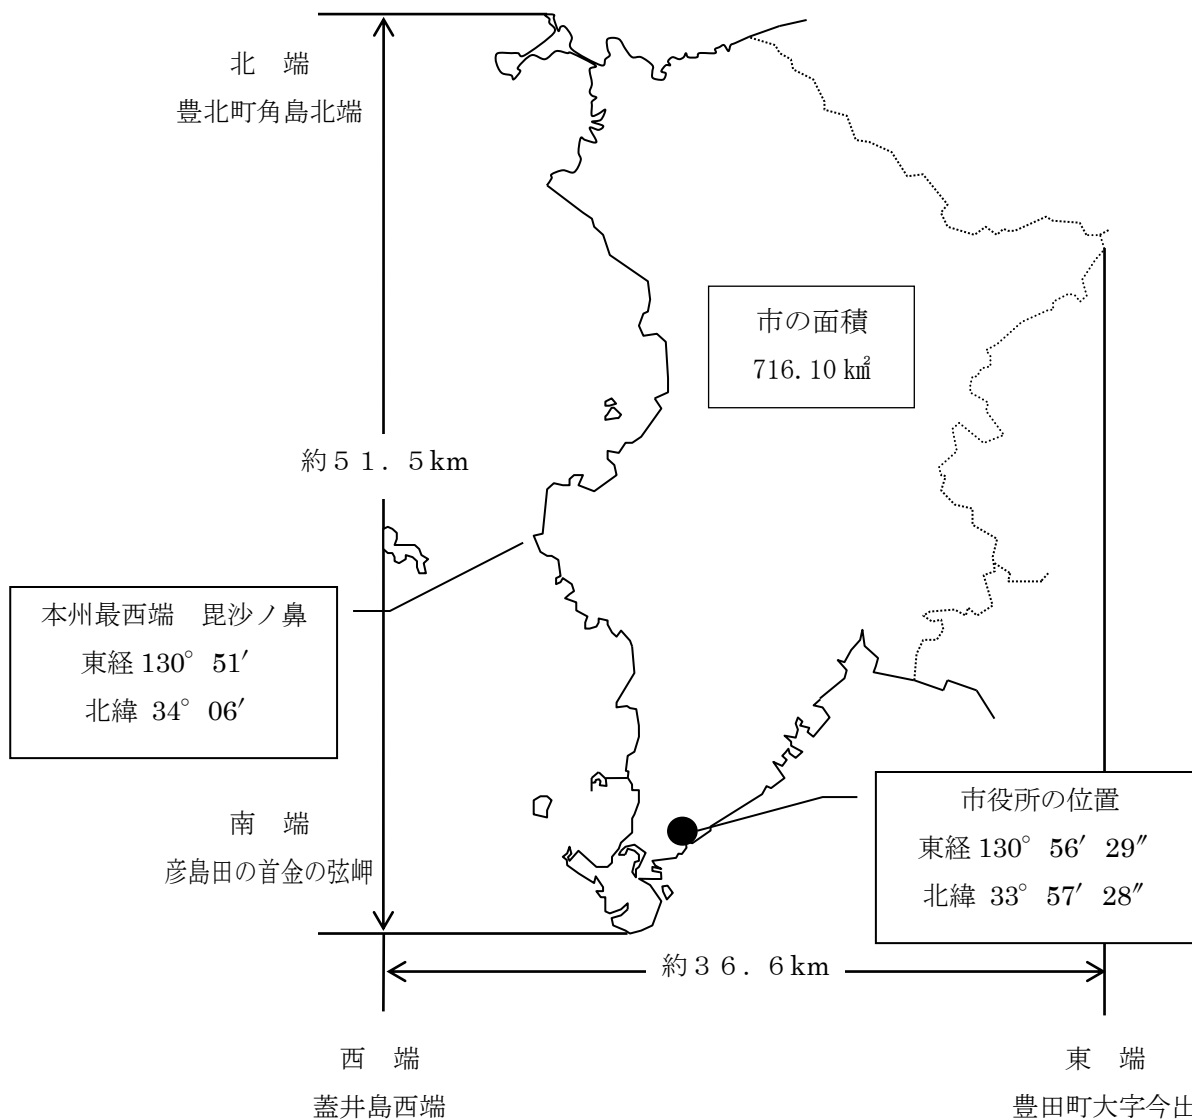 北　端
豊北町角島北端
市の面積
716.10 ㎢
約５１．５km
本州最西端　毘沙ノ鼻
東経 130° 51′
北緯 34° 06′
南　端
彦島田の首金の弦岬
市役所の位置
東経 130° 56′ 29″
北緯 33° 57′ 28″
約３６．６km
西　端
蓋井島西端
東　端
豊田町大字今出